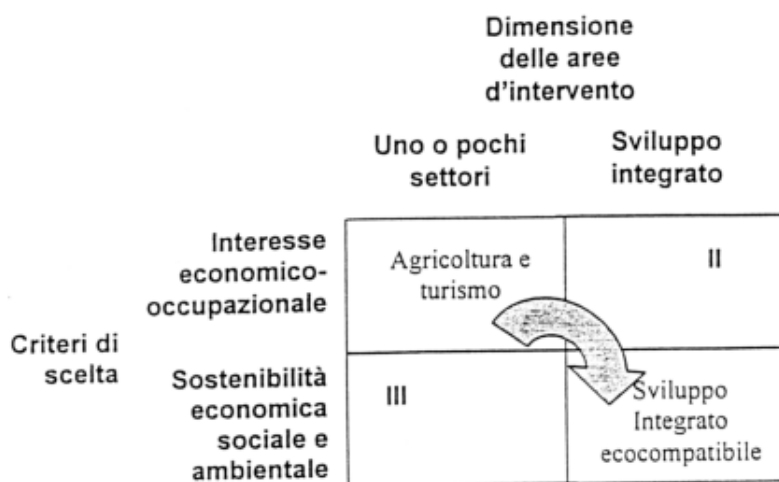 Dimensione
delle aree
d'intervento
Uno o pochi
settori
Sviluppo
integrato
Interesse
economico-
occupazionale
Agricoltura e
turismo
II
Criteri di
scelta
Sostenibilità
economica
sociale e
ambientale
III
Sviluppo
Integrato
ecocompatibile